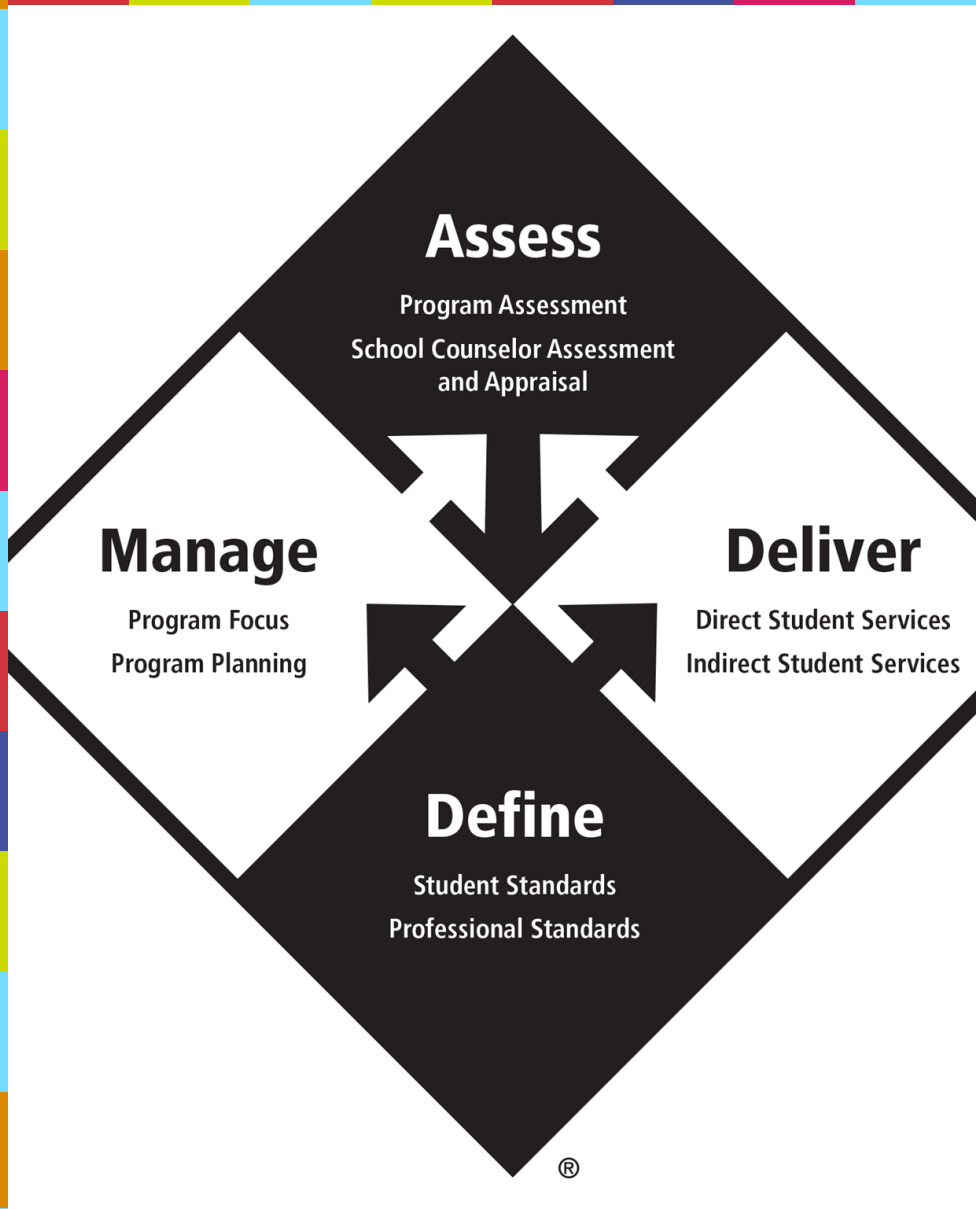 Assess
Program Assessment
School Counselor Assessment
and Appraisal
Manage
Program Focus
Program Planning
Deliver
Direct Student Services
Indirect Student Services
Define
Student Standards
Professional Standards
®